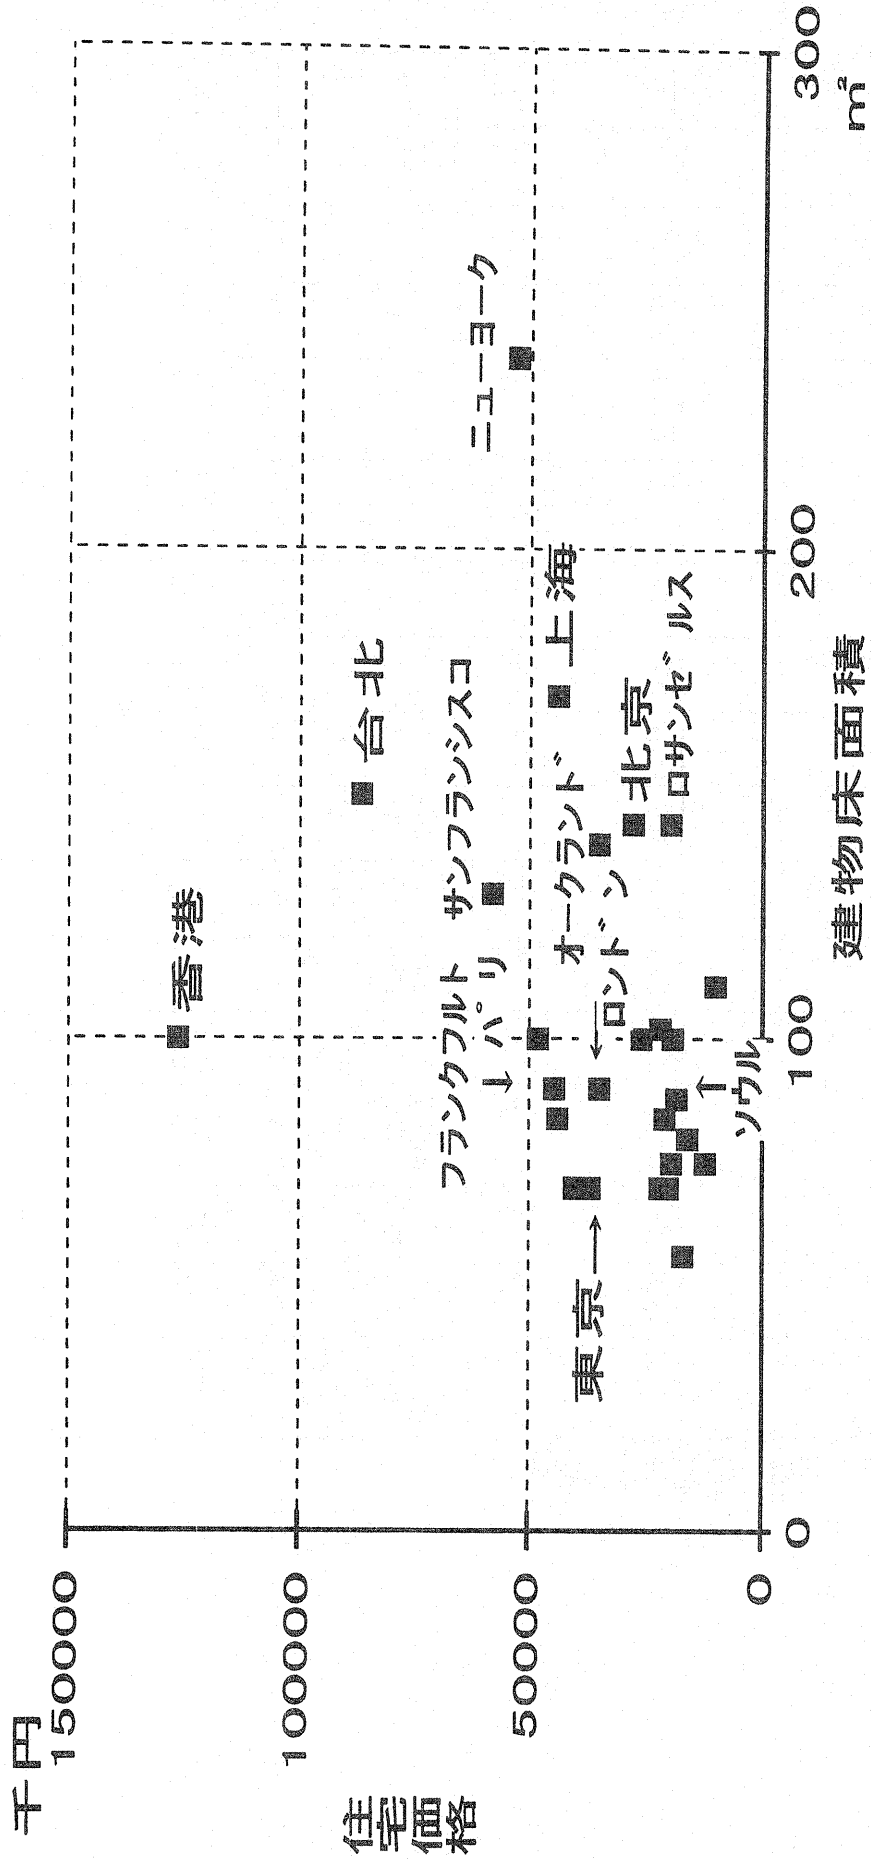 千円
150000
100000
50000
0
住宅価格
香港
台北
サンフランシスコ
ニューヨーク
フランクフルト
パリ
上海
オークランド
ロンドン
北京
ロサンゼルス
東京
ソウル
0
100
200
300
㎡
建物床面積